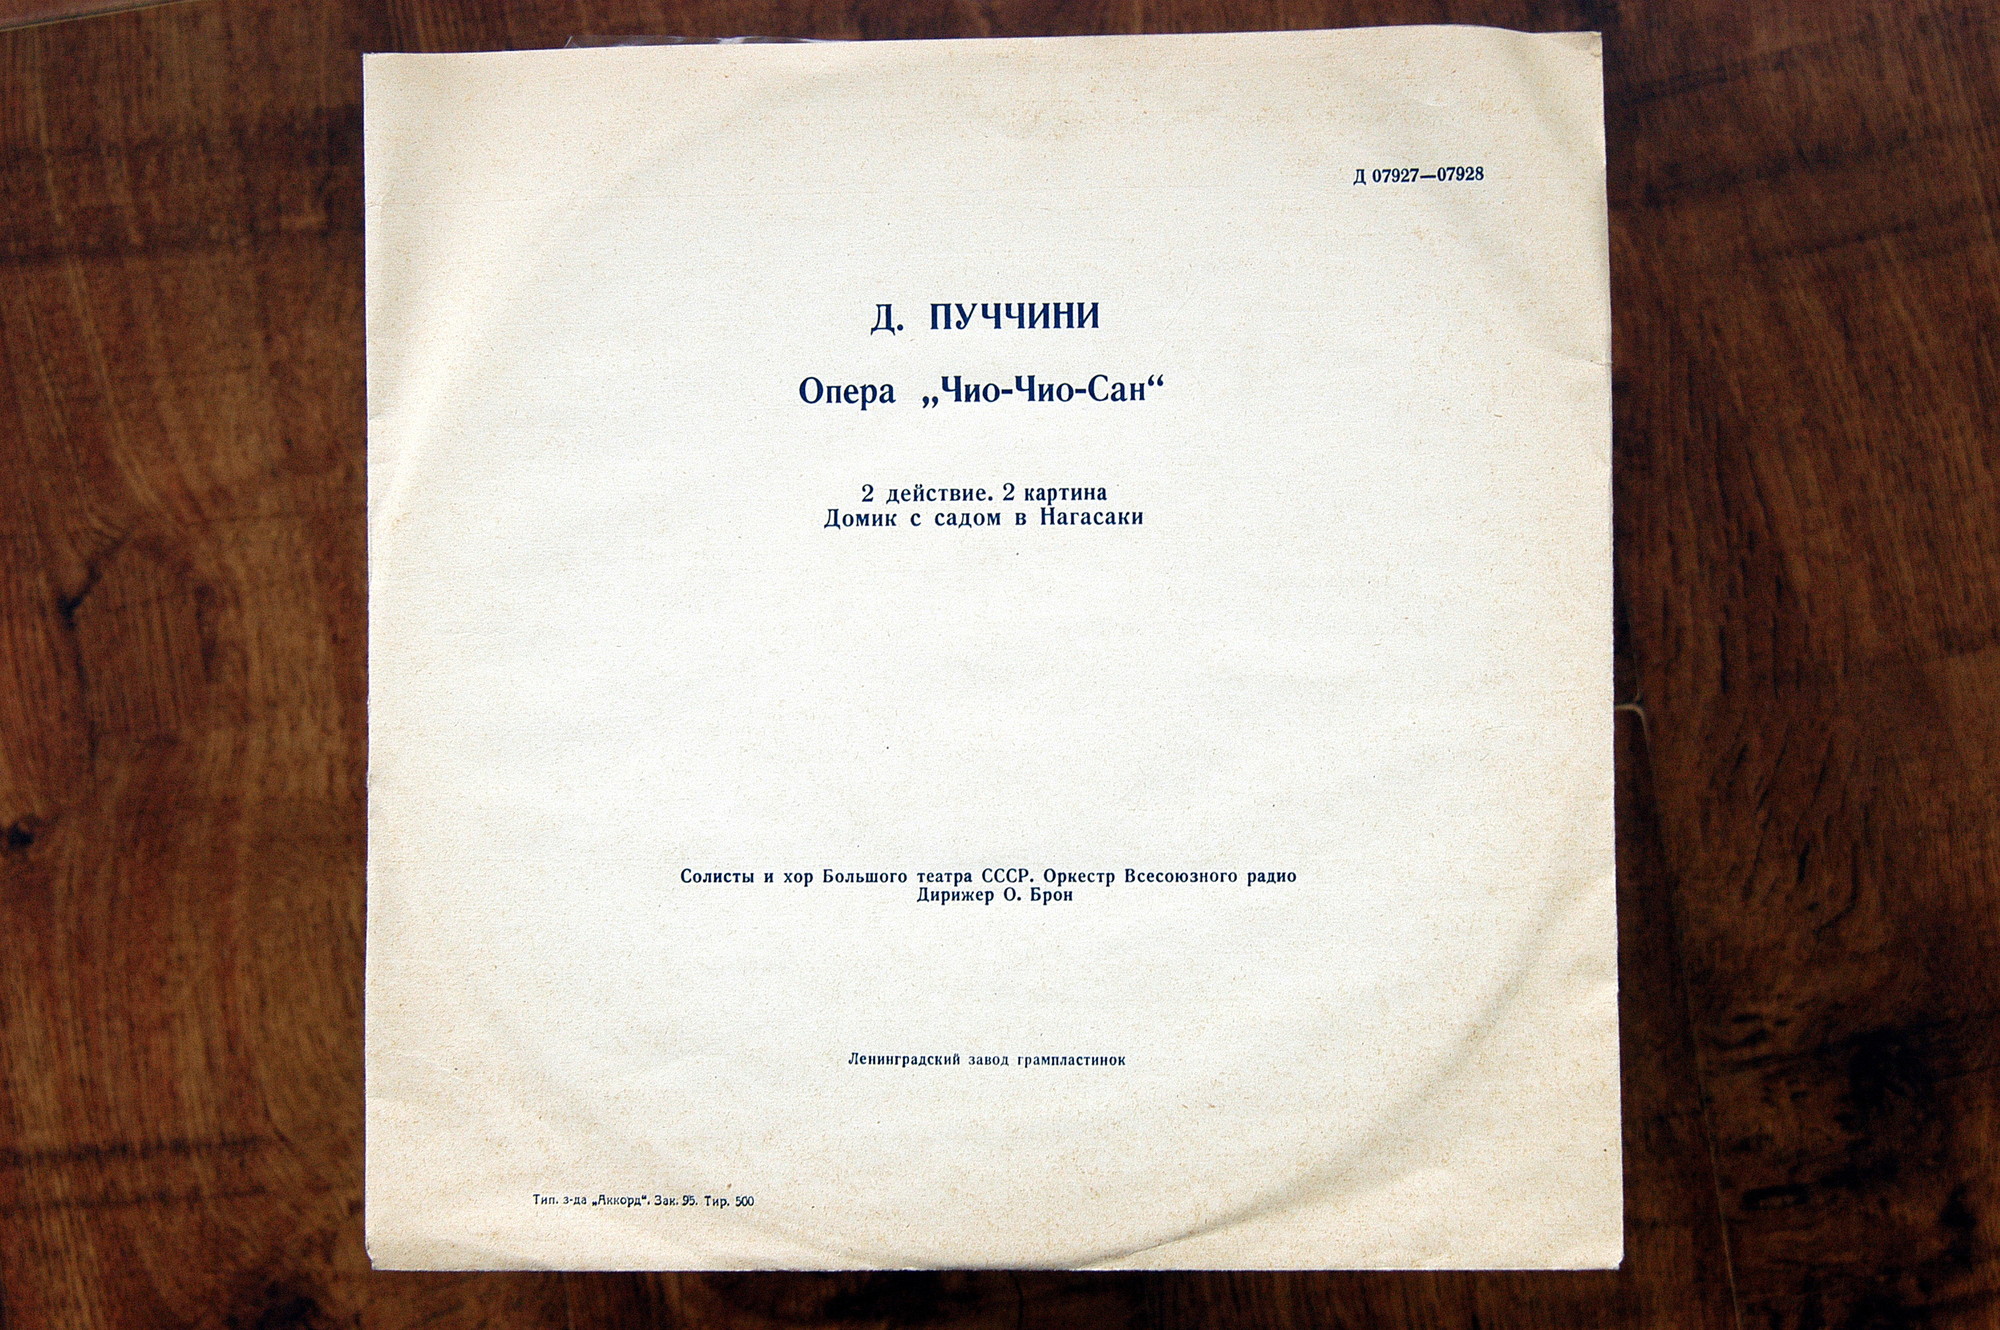 Д 07927—07928
Д. ПУЧЧИНИ
Опера „Чио-Чио-Сан“
2 действие. 2 картина
Домик с садом в Нагасаки
Солисты и хор Большого театра СССР. Оркестр Всесоюзного радио
Дирижер О. Брон
Ленинградский завод грампластинок
Тип. з-да „Аккорд“. Зак. 95. Тир. 500